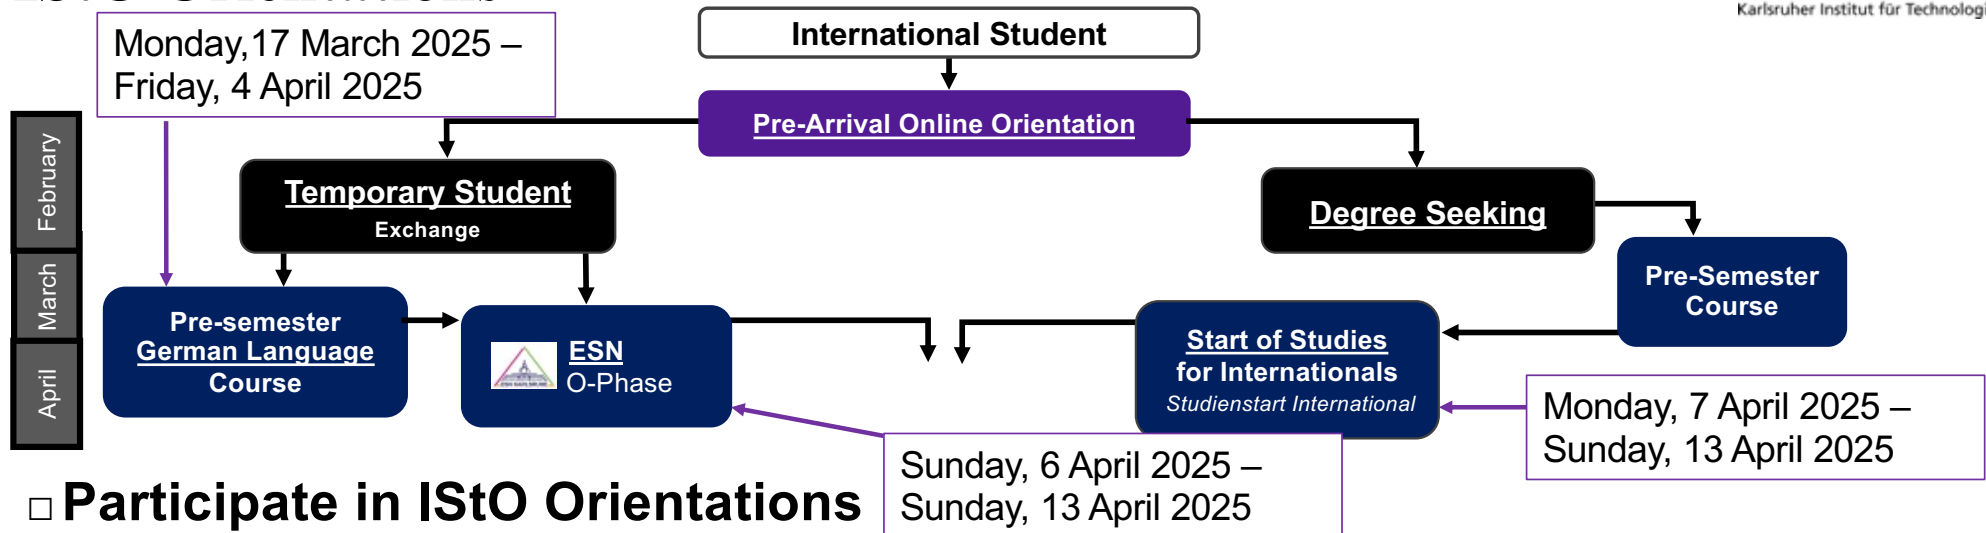 Karlsruher Institut für Technologi
Monday,17 March 2025 –
Friday, 4 April 2025
International Student
Pre-Arrival Online Orientation
February
March
April
Temporary Student
Exchange
Degree Seeking
Pre-Semester
Course
Pre-semester
German Language
Course
ESN
O-Phase
Start of Studies
for Internationals
Studienstart International
Monday, 7 April 2025 –
Sunday, 13 April 2025
Sunday, 6 April 2025 –
Sunday, 13 April 2025
□ Participate in IStO Orientations